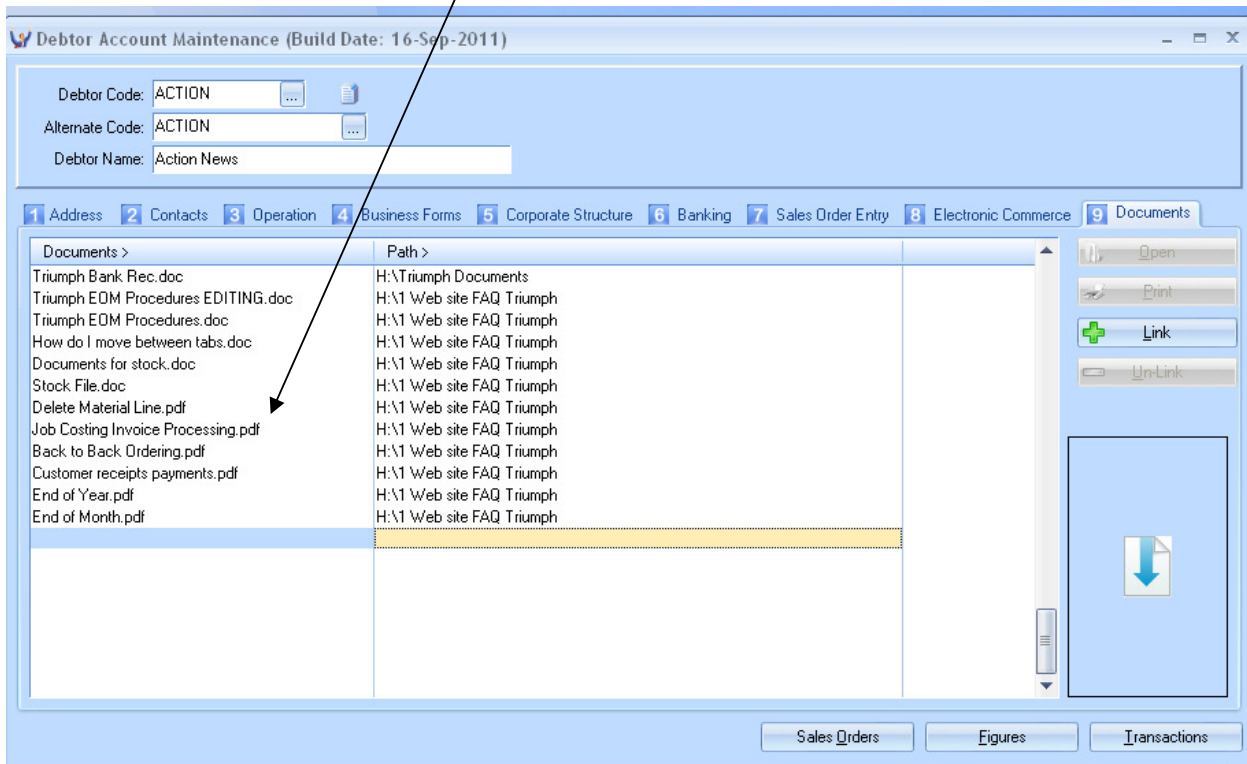 Debtor Account Maintenance (Build Date: 16-Sep-2011)
Debtor Code: ACTION ...
Alternate Code: ACTION ...
Debtor Name: Action News
1 Address 2 Contacts 3 Operation 4 Business Forms 5 Corporate Structure 6 Banking 7 Sales Order Entry 8 Electronic Commerce 9 Documents
Documents > Path >
Triumph Bank Rec.doc H:\Triumph Documents
Triumph EOM Procedures EDITING.doc H:\1 Web site FAQ Triumph
Triumph EOM Procedures.doc H:\1 Web site FAQ Triumph
How do I move between tabs.doc H:\1 Web site FAQ Triumph
Documents for stock.doc H:\1 Web site FAQ Triumph
Stock File.doc H:\1 Web site FAQ Triumph
Delete Material Line.pdf H:\1 Web site FAQ Triumph
Job Costing Invoice Processing.pdf H:\1 Web site FAQ Triumph
Back to Back Ordering.pdf H:\1 Web site FAQ Triumph
Customer receipts payments.pdf H:\1 Web site FAQ Triumph
End of Year.pdf H:\1 Web site FAQ Triumph
End of Month.pdf H:\1 Web site FAQ Triumph
Open
Print
Link
Un-Link
Sales Orders Figures Transactions